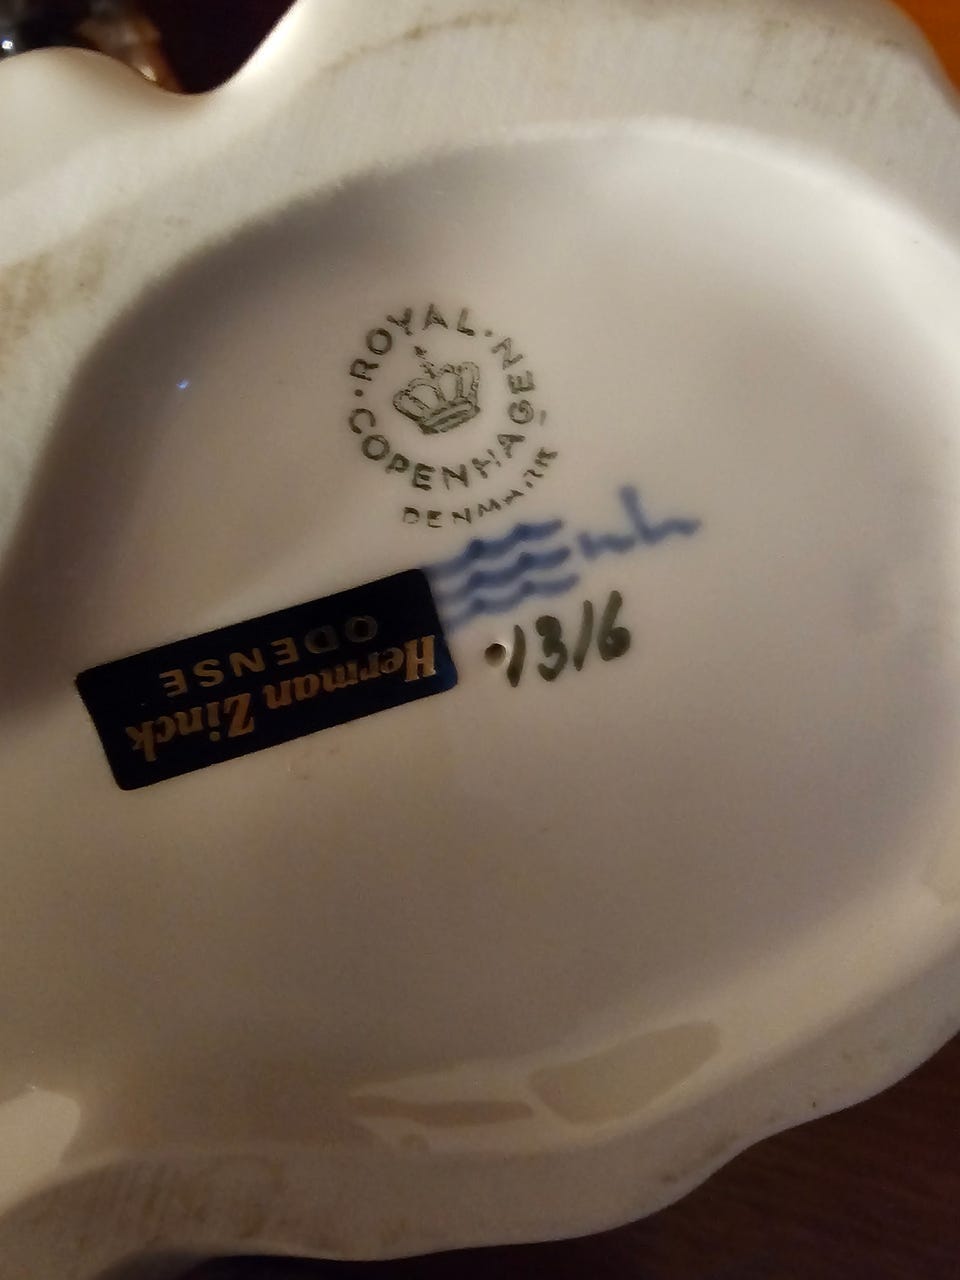 ROYAL
COPENHAGEN
DENMARK
1316
Herman Zinck
ODENSE